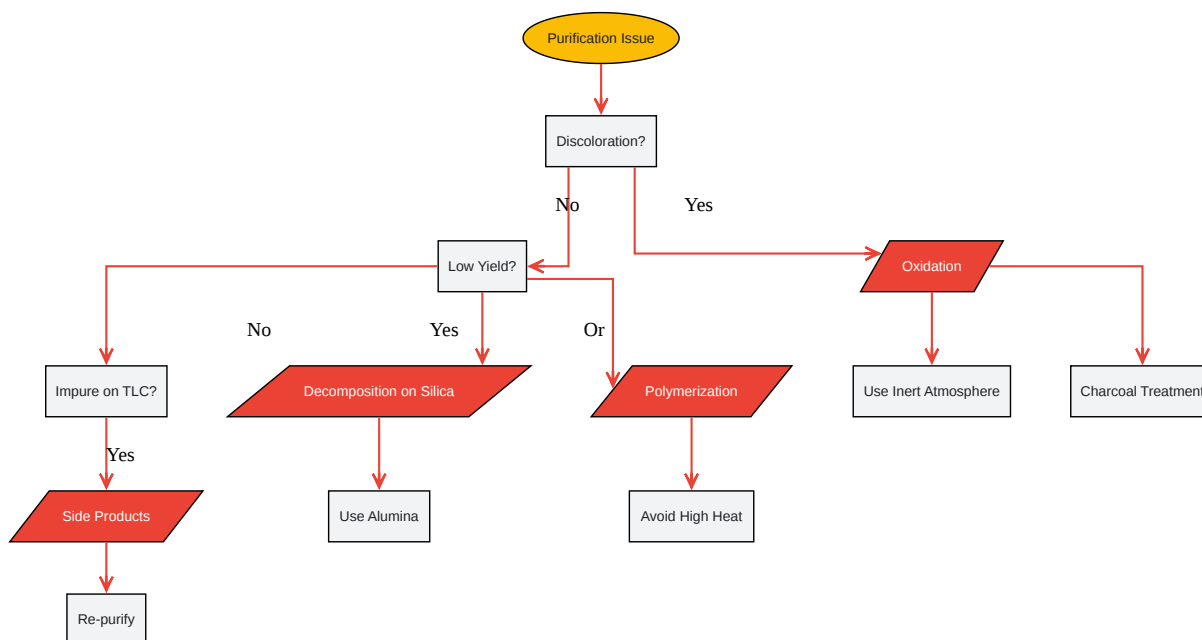 Purification Issue
Discoloration?
No
Yes
Low Yield?
Oxidation
No
Yes
Or
Impure on TLC?
Decomposition on Silica
Polymerization
Use Inert Atmosphere
Charcoal Treatment
Yes
Side Products
Use Alumina
Avoid High Heat
Re-purify